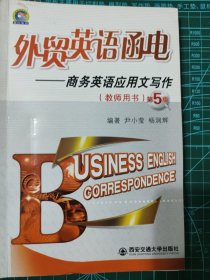 外贸英语函电
——商务英语应用文写作
(教师用书) 第5版
编著 尹小莹 杨润辉
BUSINESS ENGLISH
CORRESPONDENCE
西安交通大学出版社